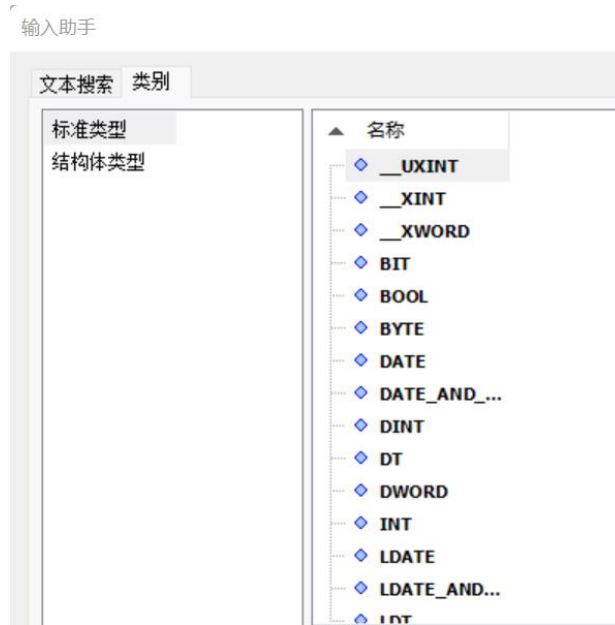 输入助手
文本搜索 类别
标准类型
结构体类型
名称
__UXINT
__XINT
__XWORD
BIT
BOOL
BYTE
DATE
DATE_AND_...
DINT
DT
DWORD
INT
LDATE
LDATE_AND...
LDT